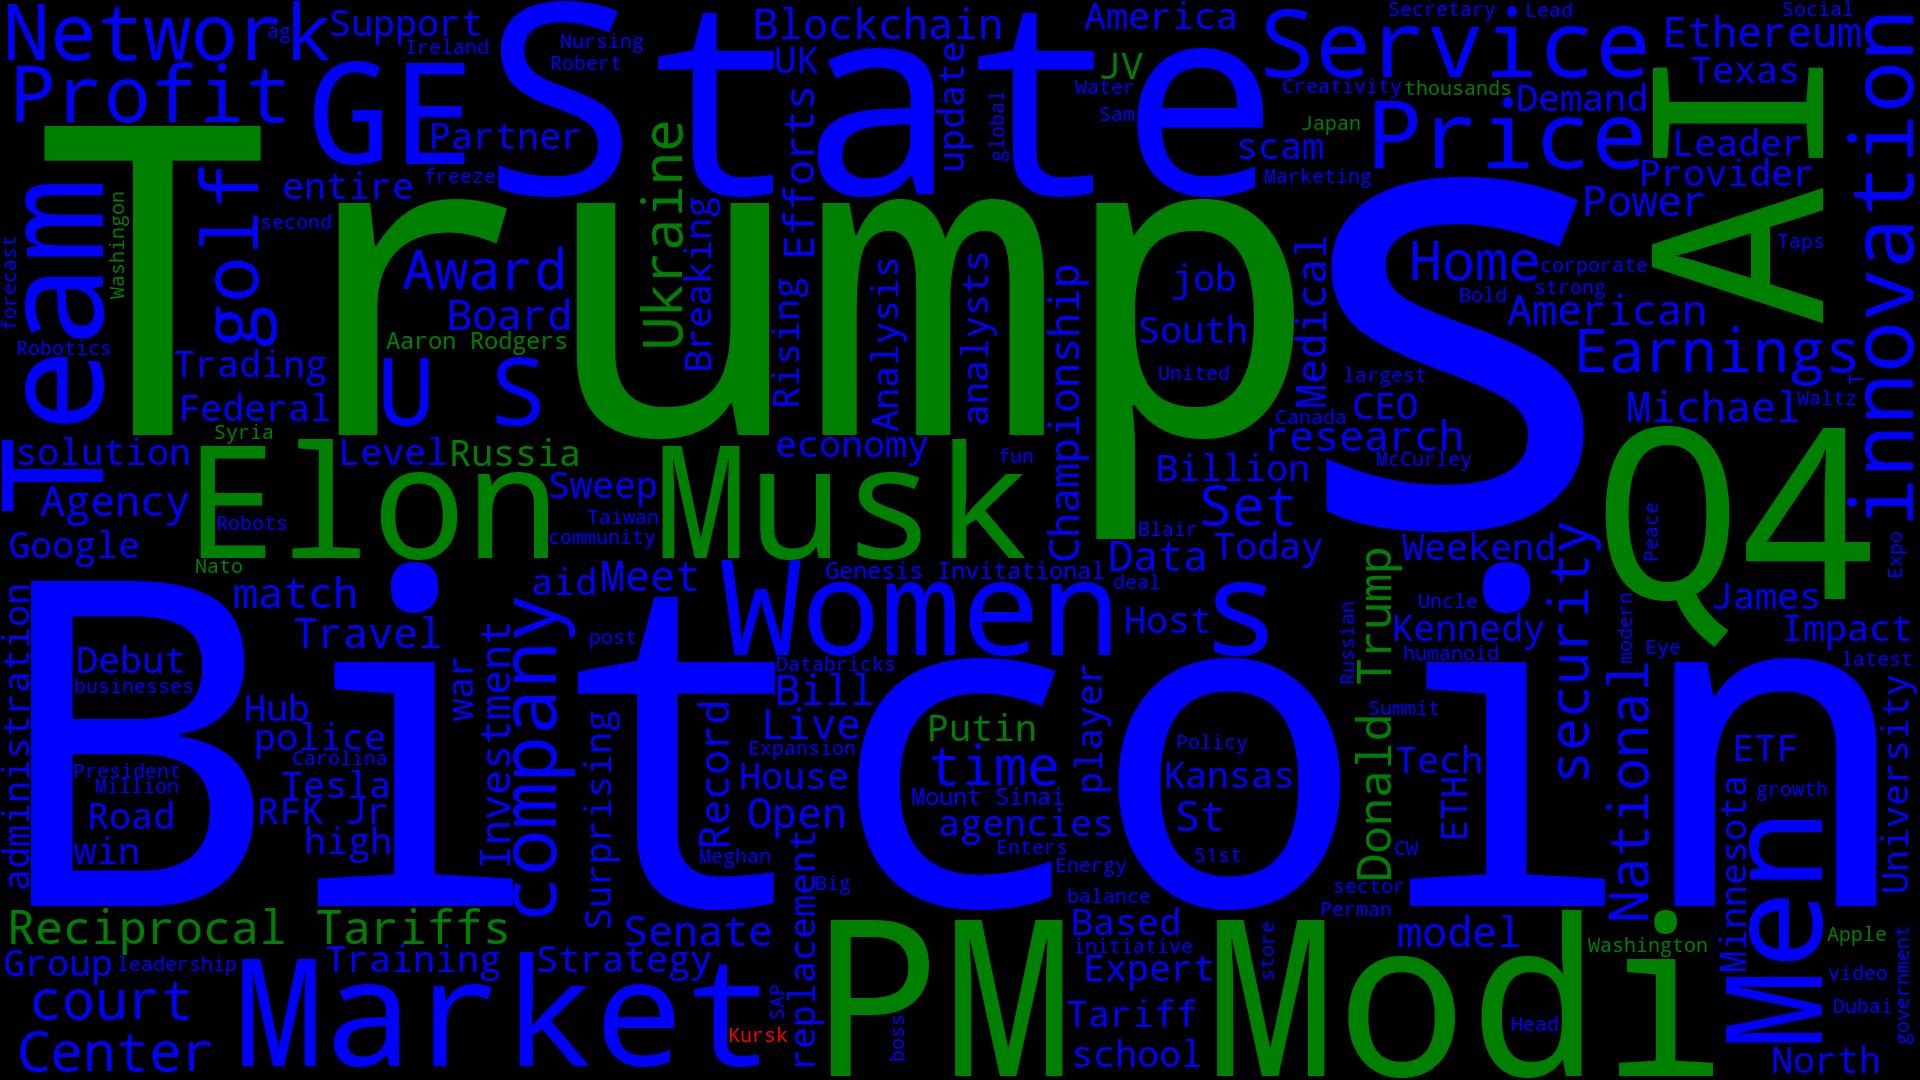 Network
ag
Support
Ireland
State
Nursing
Robert
Blockchain
UK
update
global
America
JV
Water
Sam
Service
Secretary
Lead
Social
Ethereum
Texas
innovation
Profit
GE
Partner
Ukraine
Efforts
Creativity
thousands
Demand
Japan
Price
scam
Marketing
AI
Leader
Provider
Power
Trump
Team
Washingon
golf
entire
freeze
second
forecast
Robotics
Award
Board
Aaron Rodgers
Breaking
Rising
Analysis
analysts
Championship
job
South
United
Medical
S
Home
corporate
Bold
strong
Taps
American
Earnings
Trading
Federal
Syria
U S
largest
Canada
CEO
research
McCurley
Michael
Waltz
T
solution
Agency
Google
Elon Musk
Robots
Nato
Level
Russia
Sweep
Taiwan
community
economy
fun
Billion
Set
Blair
Data
Today
Weekend
Q4
Peace
Expo
administration
Bitcoin
match
Travel
aid
Meet
Womens
Genesis Invitational
deal
Host
Donald Trump
Russian
Uncle
Kennedy
humanoid
security
modern
National
Eye
James
Impact
latest
University
Debut
businesses
Hub
police
Carolina
President
Million
Tesla
Road
RFK Jr
win
high
war
Investment
company
post
Surprising
Record
Databricks
Bill
Live
Expansion
House
Open
Meghan
Big
replacement
Putin
time
Mount Sinai
agencies
Enters
Energy
balance
player
Policy
Kansas
St
51st
Summit
Tech
ETH
CW
sector
Perman
ETF
growth
Minnesota
Men
Reciprocal Tariffs
Group
leadership
court
Center
Market
Training
Strategy
Senate
SAP
Kursk
PM Modi
boss
Based
initiative
Expert
Tariff
school
store
model
Head
Washington
Apple
video
Dubai
government
North